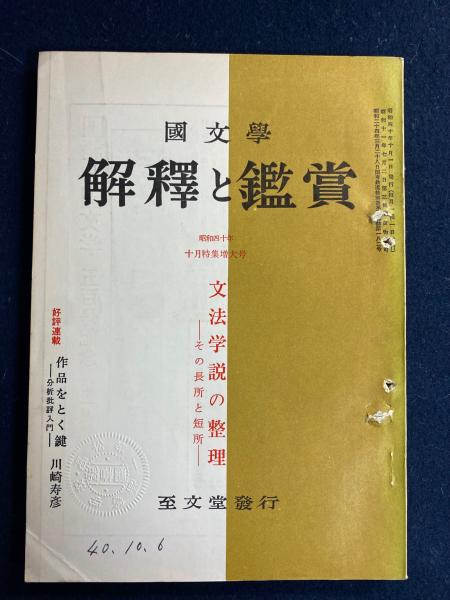 國文學
解釋と鑑賞
昭和四十年
十月特集増大号
文法学説の整理
――その長所と短所――
好評連載
作品をとく鍵
――分析批評入門――
川崎寿彦
至文堂發行
40.10.6